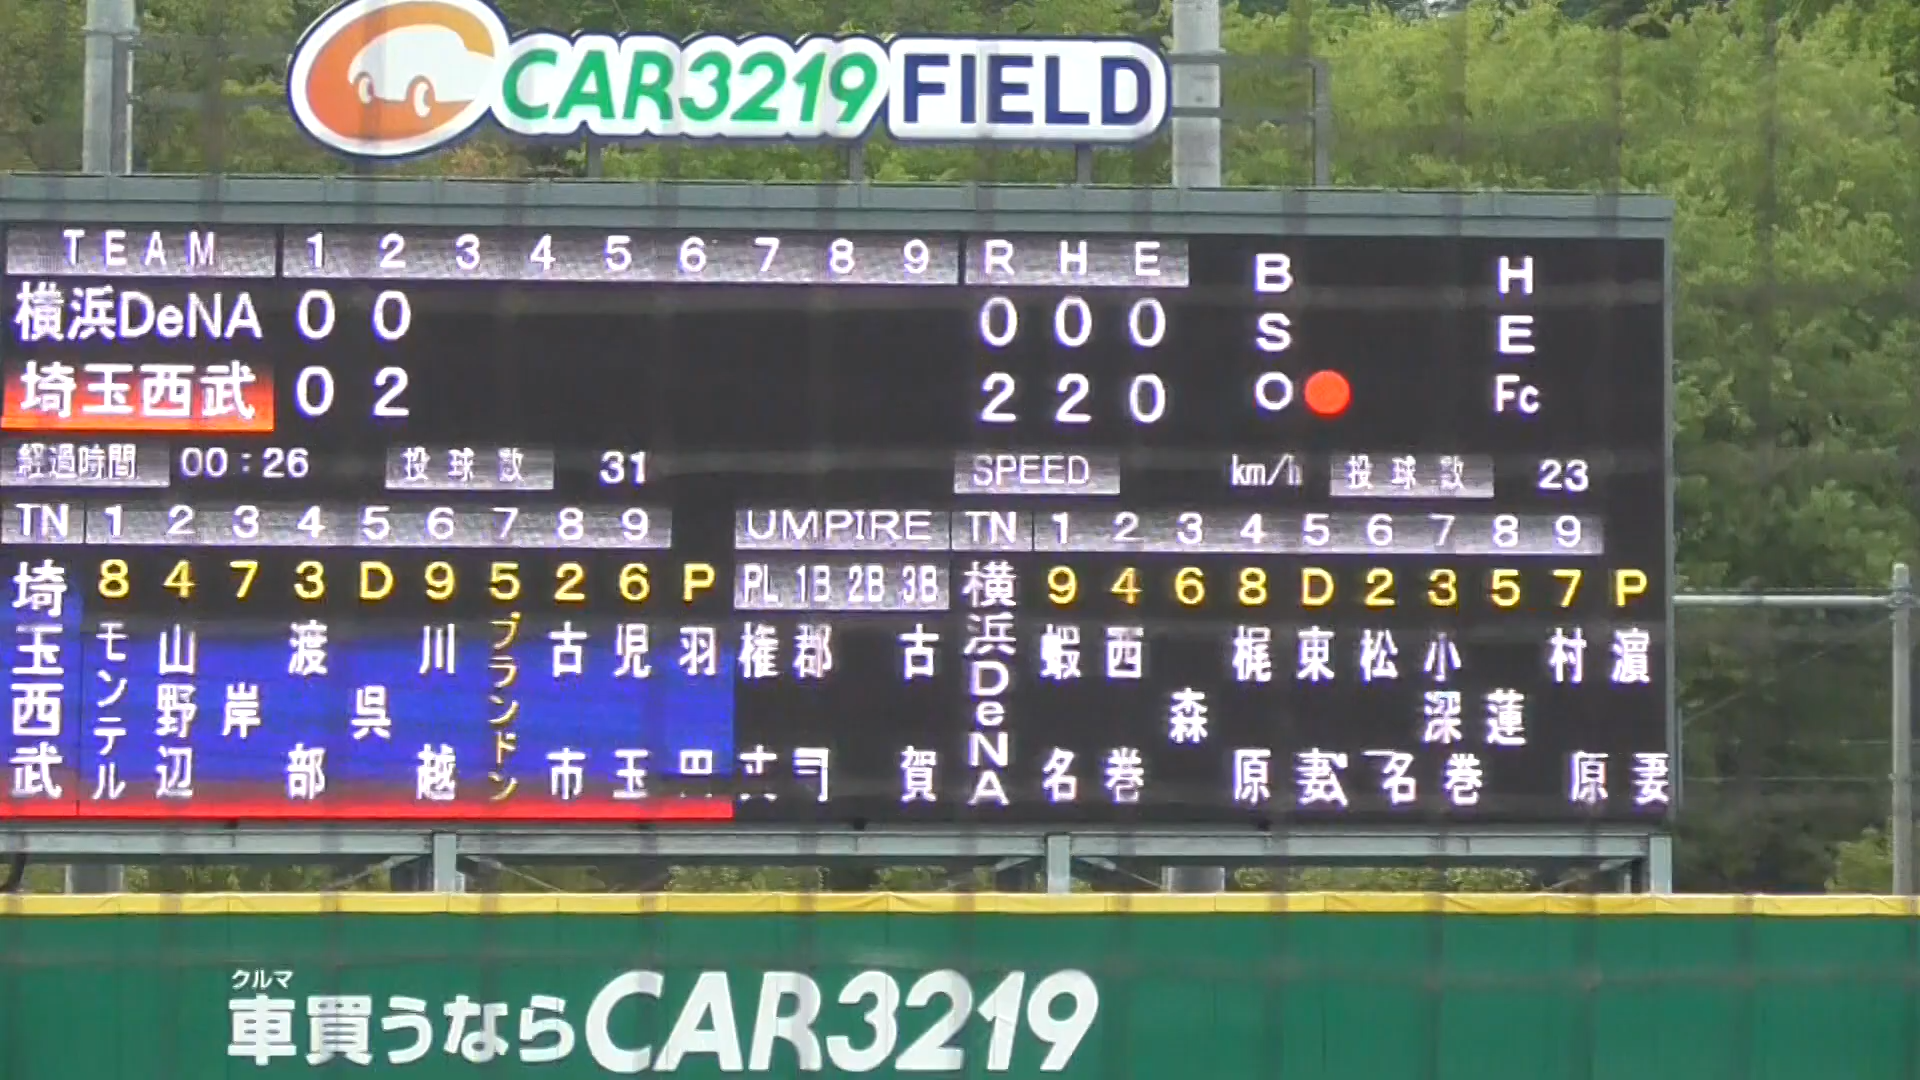 CAR3219 FIELD
TEAM 1 2 3 4 5 6 7 8 9 R H E B H
横浜DeNA 0 0 0 0 0 S E
埼玉西武 0 2 2 2 0 O Fc
経過時間 00:26 投球数 31 SPEED km/h 投球数 23
TN 1 2 3 4 5 6 7 8 9 UMPIRE TN 1 2 3 4 5 6 7 8 9
8 4 7 3 D 9 5 2 6 P PL 1B 2B 3B 9 4 6 8 D 2 3 5 7 P
埼玉西武 モンテル 山野辺 岸 渡部 呉 川越 ブランドン 古市 児玉 羽田 権丈 郡司 古賀
横浜DeNA 蝦名 西巻 森 梶原 東妻 松 小深 蓮 村 濵
名 巻 原 妻
クルマ
車買うならCAR3219